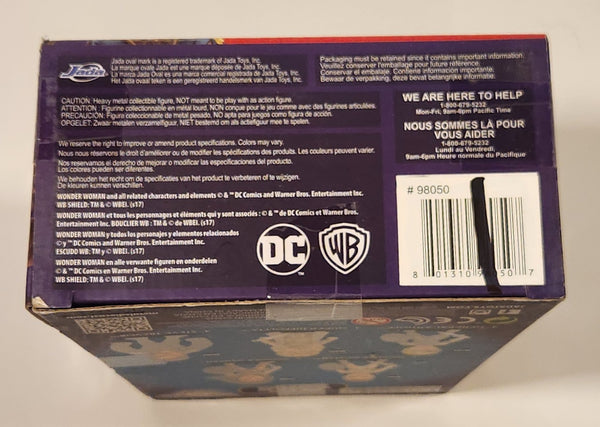 Jada
Jada oval mark is a registered trademark of Jada Toys, Inc.
La marque ovale Jada est une marque déposée de Jada Toys, Inc.
La marca Jada Oval es una marca comercial registrada de Jada Toys, Inc.
Het Jada oval teken is een geregistreerd handelsmerk van Jada Toys, Inc.
Packaging must be retained since it contains important information.
Veuillez conserver l'emballage pour future référence.
En verpakking te bewaren, deze bevat belangrijke informatie.
CAUTION: Heavy metal collectible figure, NOT meant to be play with as action figure.
ATTENTION: Figurine collectionable en métal lourd, NON conçue pour le jeu comme avec des figurines articulées.
PRECAUCIÓN: Figura coleccionable de metal pesado, NO apta para juegos como figura de acción.
OPGELET: Zwaar metalen verzamelfiguur, NIET bestemd om als actiefiguur mee te spelen.
WE ARE HERE TO HELP
1-800-679-5232
Mon-Fri, 9am-6pm Pacific Time
NOUS SOMMES LÀ POUR
VOUS AIDER
1-800-679-5232
Lundi au Vendredi,
9am-6pm Heure normale du Pacifique
We reserve the right to improve or amend product specifications. Colors may vary.
Nous nous réservons le droit d'améliorer ou modifier les spécifications des produits. Les couleurs peuvent varier.
Nos reservamos el derecho de mejorar o modificar las especificaciones del producto.
Los colores pueden ser diferentes.
We behouden het recht om de specificaties van het product te verbeteren en te wijzigen.
De kleuren kunnen verschillen.
WONDER WOMAN and all related characters and elements © & ™ DC Comics and Warner Bros. Entertainment Inc.
WB SHIELD: TM & © WBEI. (s17)
WONDER WOMAN et tous les personnages et éléments qui y sont associés : © & ™ de DC Comics et Warner Bros.
Entertainment Inc. BOUCLIER WB : TM & © de WBEI. (s17)
WONDER WOMAN y todos los personajes y elementos relacionados
© y ™ DC Comics and Warner Bros. Entertainment Inc.
ESCUDO WB: TM y © WBEI. (s17)
WONDER WOMAN en alle verwante figuren en onderdelen
© & ™ DC Comics en Warner Bros. Entertainment Inc.
WB SHIELD: TM & © WBEI. (s17)
DC
WB
# 98050
8 01310 98050 7